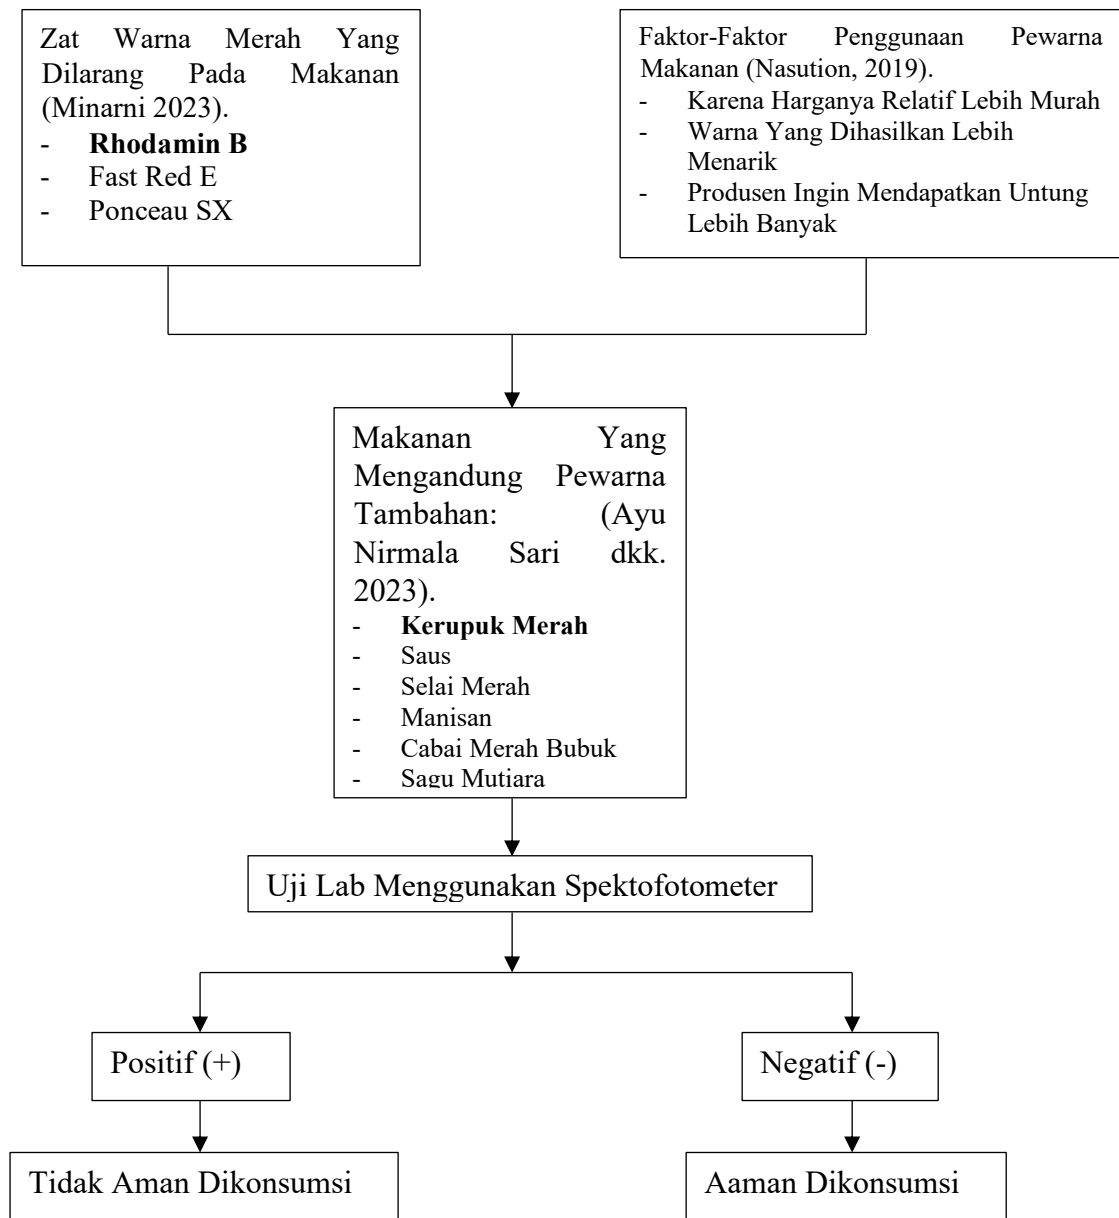 Zat Warna Merah Yang
Dilarang Pada Makanan
(Minarni 2023).
- Rhodamin B
- Fast Red E
- Ponceau SX
Faktor-Faktor Penggunaan Pewarna
Makanan (Nasution, 2019).
- Karena Harganya Relatif Lebih Murah
- Warna Yang Dihasilkan Lebih
Menarik
- Produsen Ingin Mendapatkan Untung
Lebih Banyak
Makanan Yang
Mengandung Pewarna
Tambahan: (Ayu
Nirmala Sari dkk.
2023).
- Kerupuk Merah
- Saus
- Selai Merah
- Manisan
- Cabai Merah Bubuk
- Sagu Mutiara
Uji Lab Menggunakan Spektofotometer
Positif (+)
Negatif (-)
Tidak Aman Dikonsumsi
Aaman Dikonsumsi